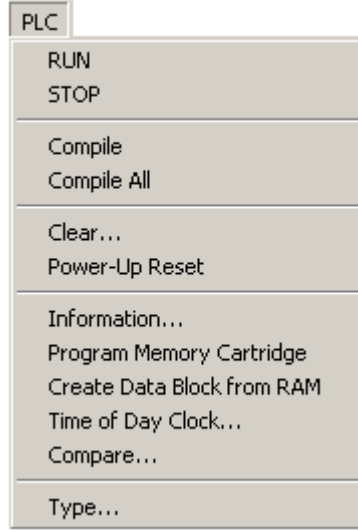 PLC
RUN
STOP
Compile
Compile All
Clear...
Power-Up Reset
Information...
Program Memory Cartridge
Create Data Block from RAM
Time of Day Clock...
Compare...
Type...